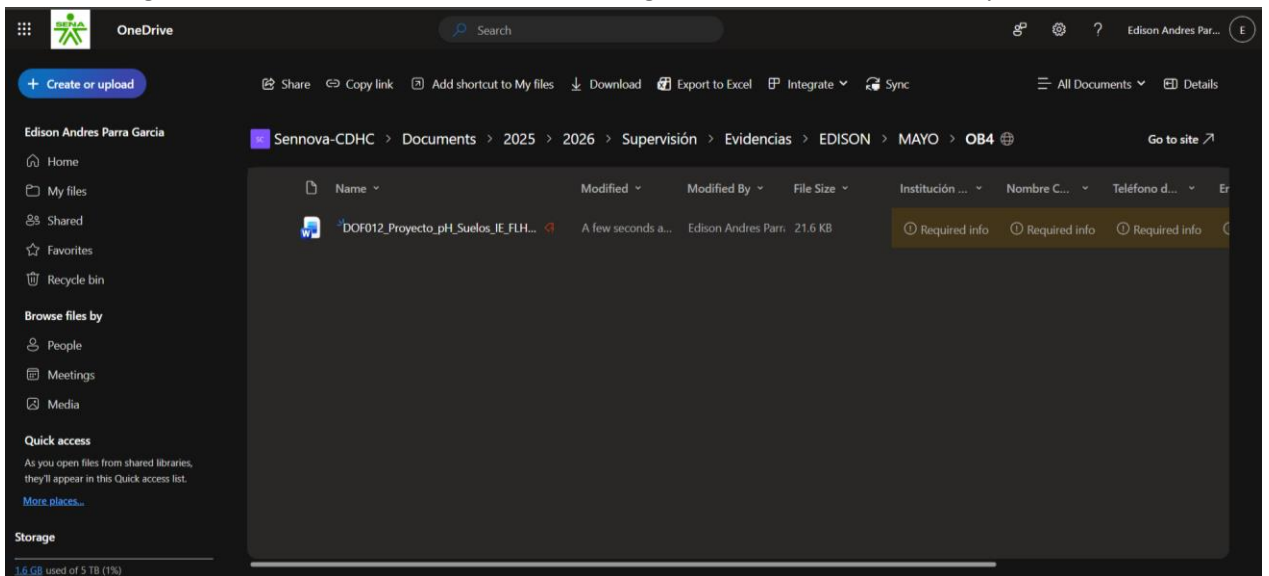 SENA
OneDrive
Search
?
Edison Andres Par...
E
+ Create or upload
Share
Copy link
Add shortcut to My files
Download
Export to Excel
Integrate
Sync
All Documents
Details
Edison Andres Parra Garcia
Home
My files
Shared
Favorites
Recycle bin
Browse files by
People
Meetings
Media
Quick access
As you open files from shared libraries,
they'll appear in this Quick access list.
More places...
Storage
1.6 GB used of 5 TB (1%)
SC Sennova-CDHC > Documents > 2025 > 2026 > Supervisión > Evidencias > EDISON > MAYO > OB4
Go to site
Name Modified Modified By File Size Institución ... Nombre C... Teléfono d...
DOF012_Proyecto_pH_Suelos_IE_FLH... A few seconds a... Edison Andres Parr 21.6 KB Required info Required info Required info